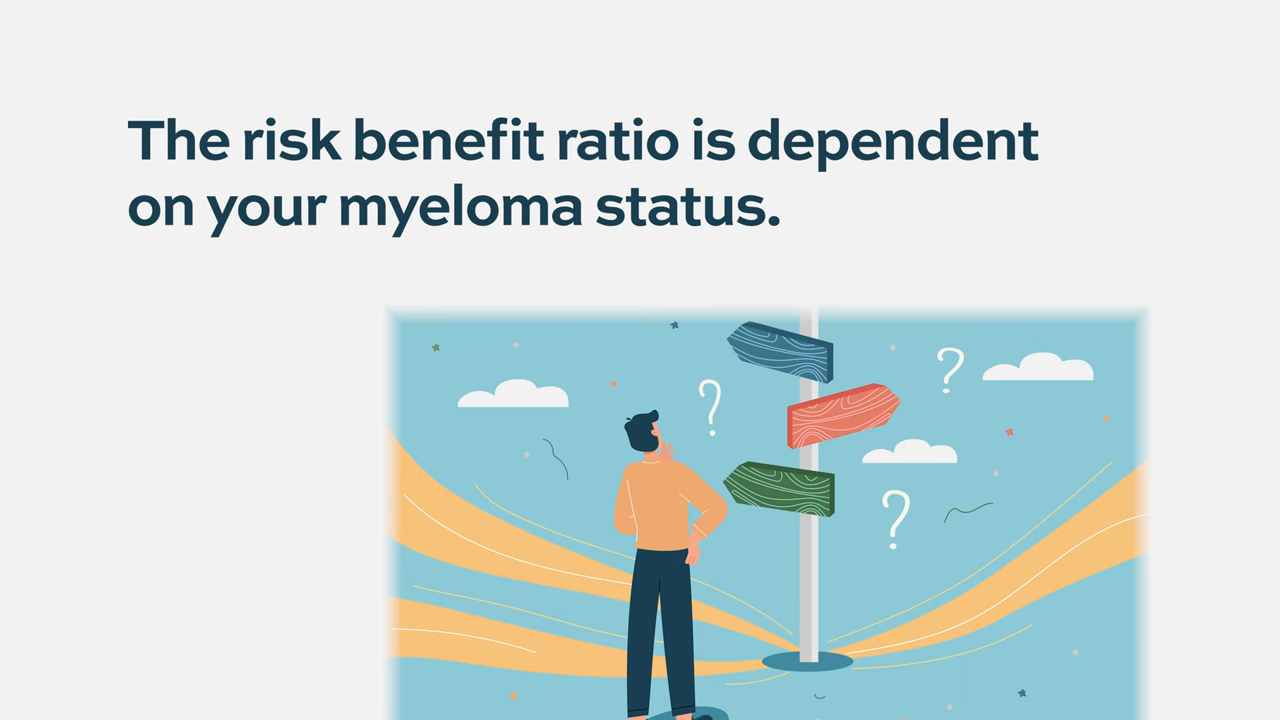 The risk benefit ratio is dependent
on your myeloma status.
? 
?
?